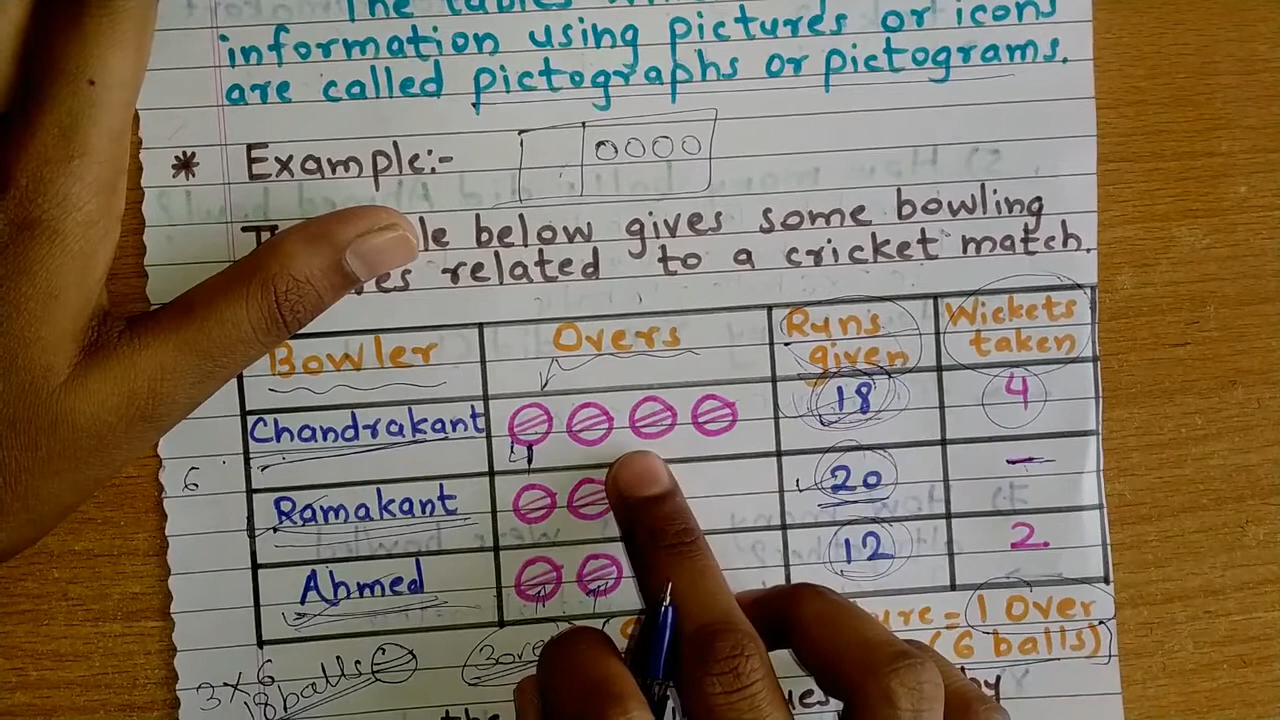 The
information using pictures or icons
are called pictographs or pictograms.
* Example:-
below gives some bowling
related to a cricket match.
Bowler Overs Runs given Wickets taken
Chandrakant 18 4
6
Ramakant 20 –
Ahmed 12 2.
= 1 Over
(6 balls)
3 × 6
18 balls